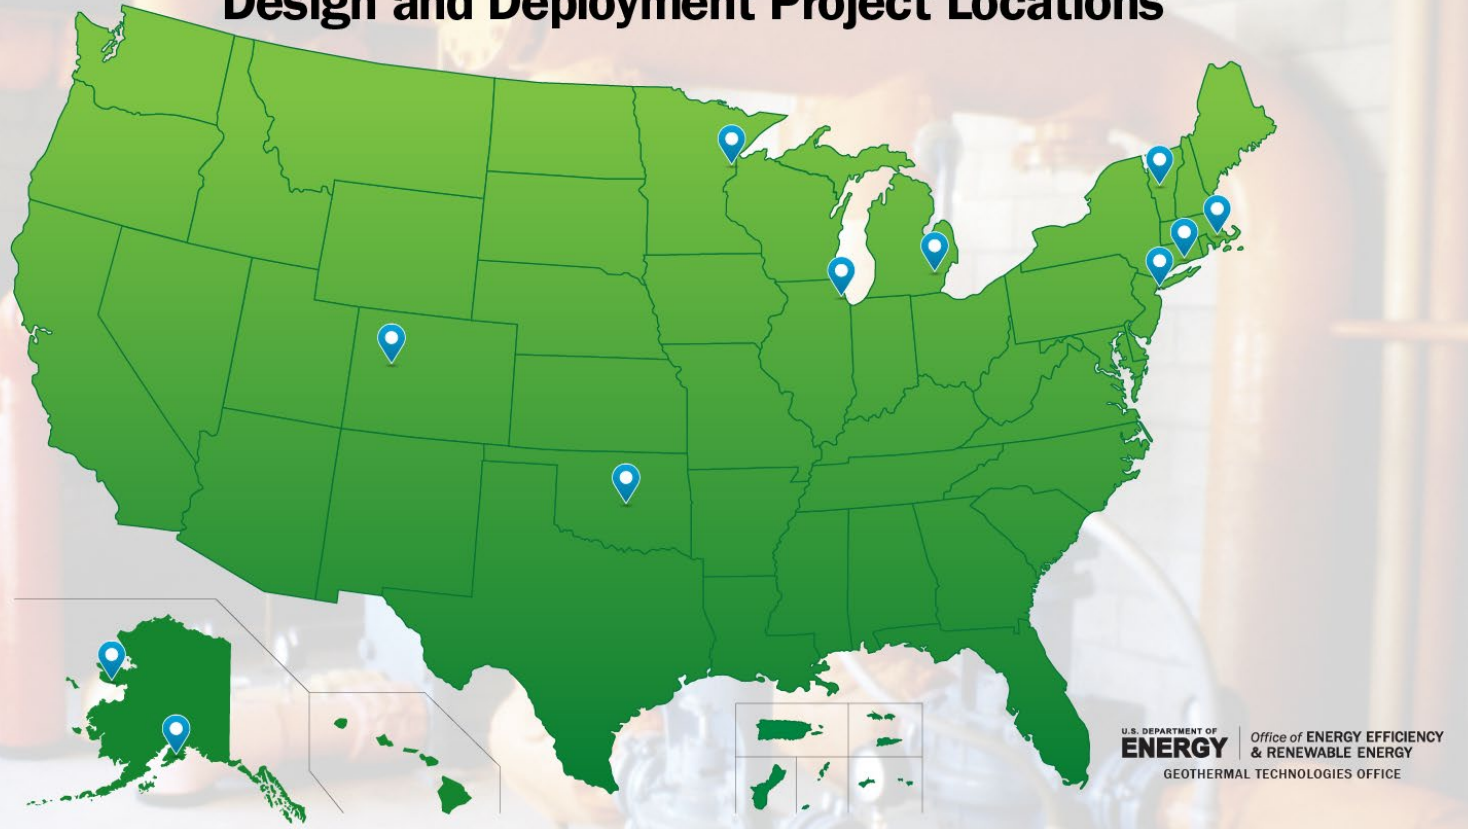 Design and Deployment Project Locations
U.S. DEPARTMENT OF
ENERGY
Office of ENERGY EFFICIENCY
& RENEWABLE ENERGY
GEOTHERMAL TECHNOLOGIES OFFICE